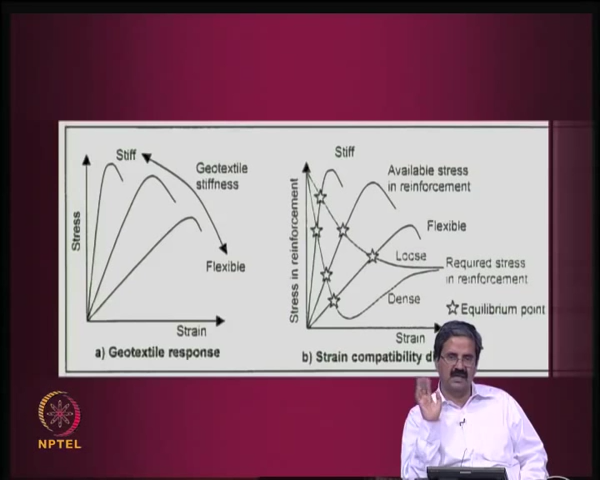 Stiff
Geotextile
stiffness
Flexible
Stress
Strain
a) Geotextile response
Stiff
Available stress
in reinforcement
Flexible
Loose
Required stress
in reinforcement
Dense
Equilibrium point
Stress in reinforcement
Strain
b) Strain compatibility
NPTEL